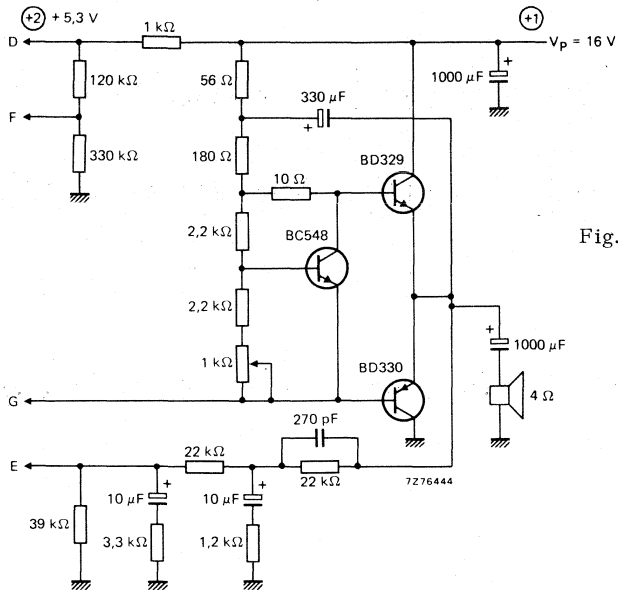 +2 + 5,3 V
+1
D
1 kΩ
V_P = 16 V
120 kΩ
56 Ω
1000 μF
+
330 μF
+
F
330 kΩ
180 Ω
BD329
10 Ω
2,2 kΩ
BC548
Fig.
2,2 kΩ
+
1000 μF
1 kΩ
BD330
4 Ω
G
270 pF
E
22 kΩ
22 kΩ
7Z76444
+
10 μF
+
10 μF
39 kΩ
3,3 kΩ
1,2 kΩ